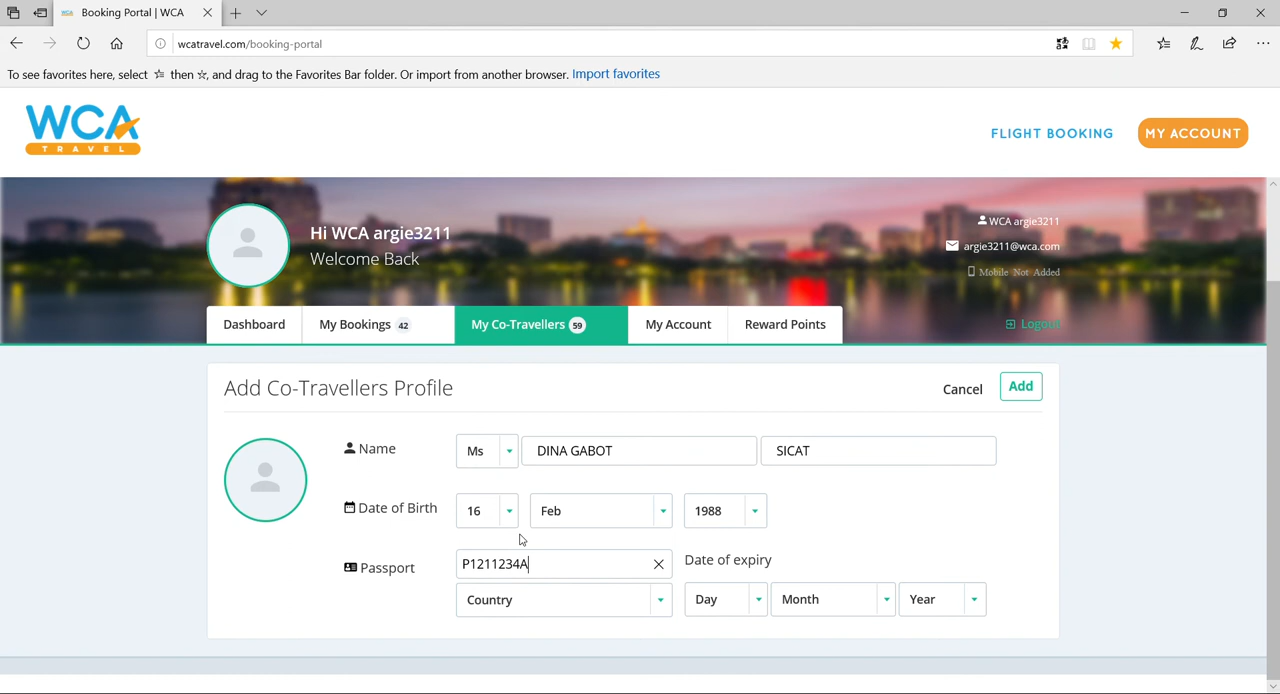 Booking Portal | WCA
wcatravel.com/booking-portal
To see favorites here, select then, and drag to the Favorites Bar folder. Or import from another browser. Import favorites
WCA
TRAVEL
FLIGHT BOOKING
MY ACCOUNT
Hi WCA argie3211
Welcome Back
WCA argie3211
argie3211@wca.com
Mobile Not Added
Dashboard
My Bookings 42
My Co-Travellers 59
My Account
Reward Points
Logout
Add Co-Travellers Profile
Cancel
Add
Name
Ms
DINA GABOT
SICAT
Date of Birth
16
Feb
1988
Passport
P1211234A
Date of expiry
Country
Day
Month
Year